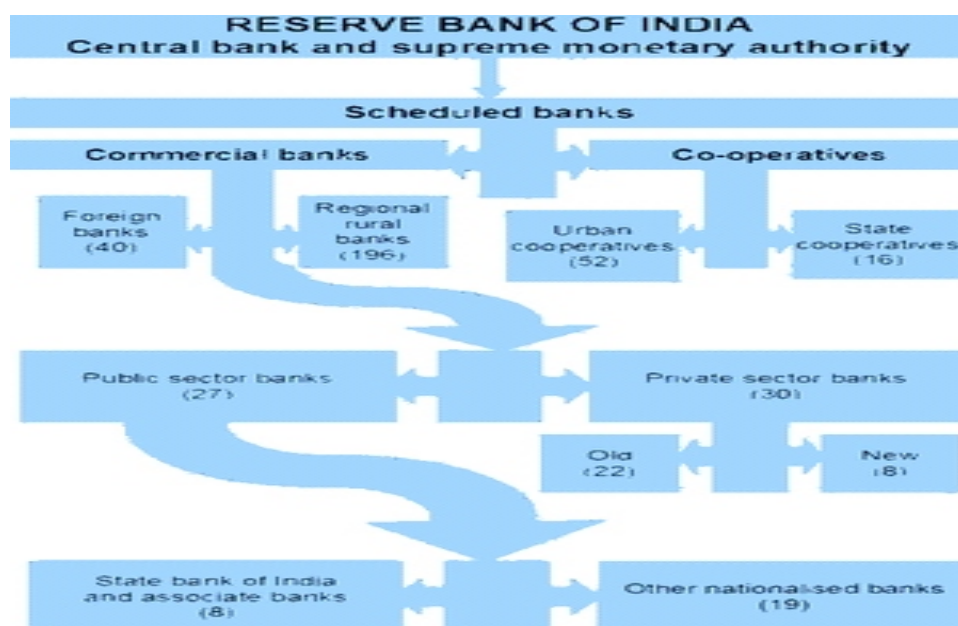 RESERVE BANK OF INDIA
Central bank and supreme monetary authority
Scheduled banks
Commercial banks
Co-operatives
Foreign
banks
(40)
Regional
rural
banks
(196)
Urban
cooperatives
(52)
State
cooperatives
(16)
Public sector banks
(27)
Private sector banks
(30)
Old
(22)
New
(8)
State bank of India
and associate banks
(8)
Other nationalised banks
(19)